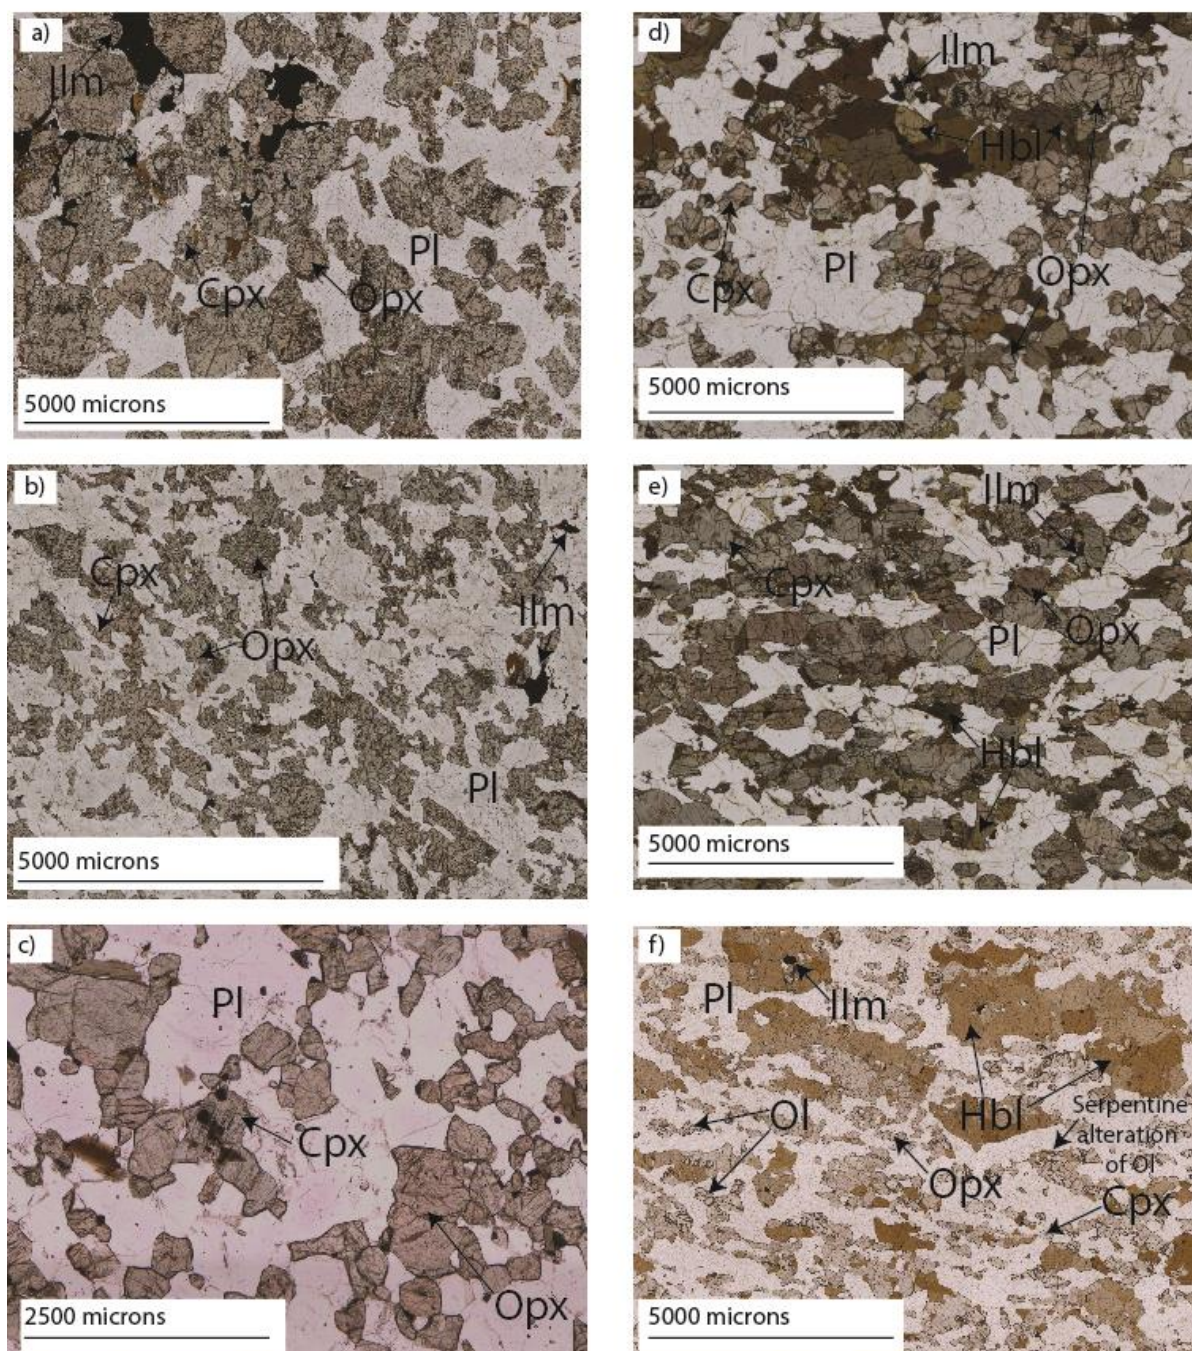 a)
Ilm
Pl
Cpx
Opx
5000 microns
b)
Cpx
Opx
Ilm
Pl
5000 microns
c)
Pl
Cpx
Opx
2500 microns
d)
Ilm
Hbl
Pl
Cpx
Opx
5000 microns
e)
Ilm
Cpx
Pl
Opx
Hbl
5000 microns
f)
Pl
Ilm
Ol
Hbl
Serpentine
alteration
of Ol
Opx
Cpx
5000 microns